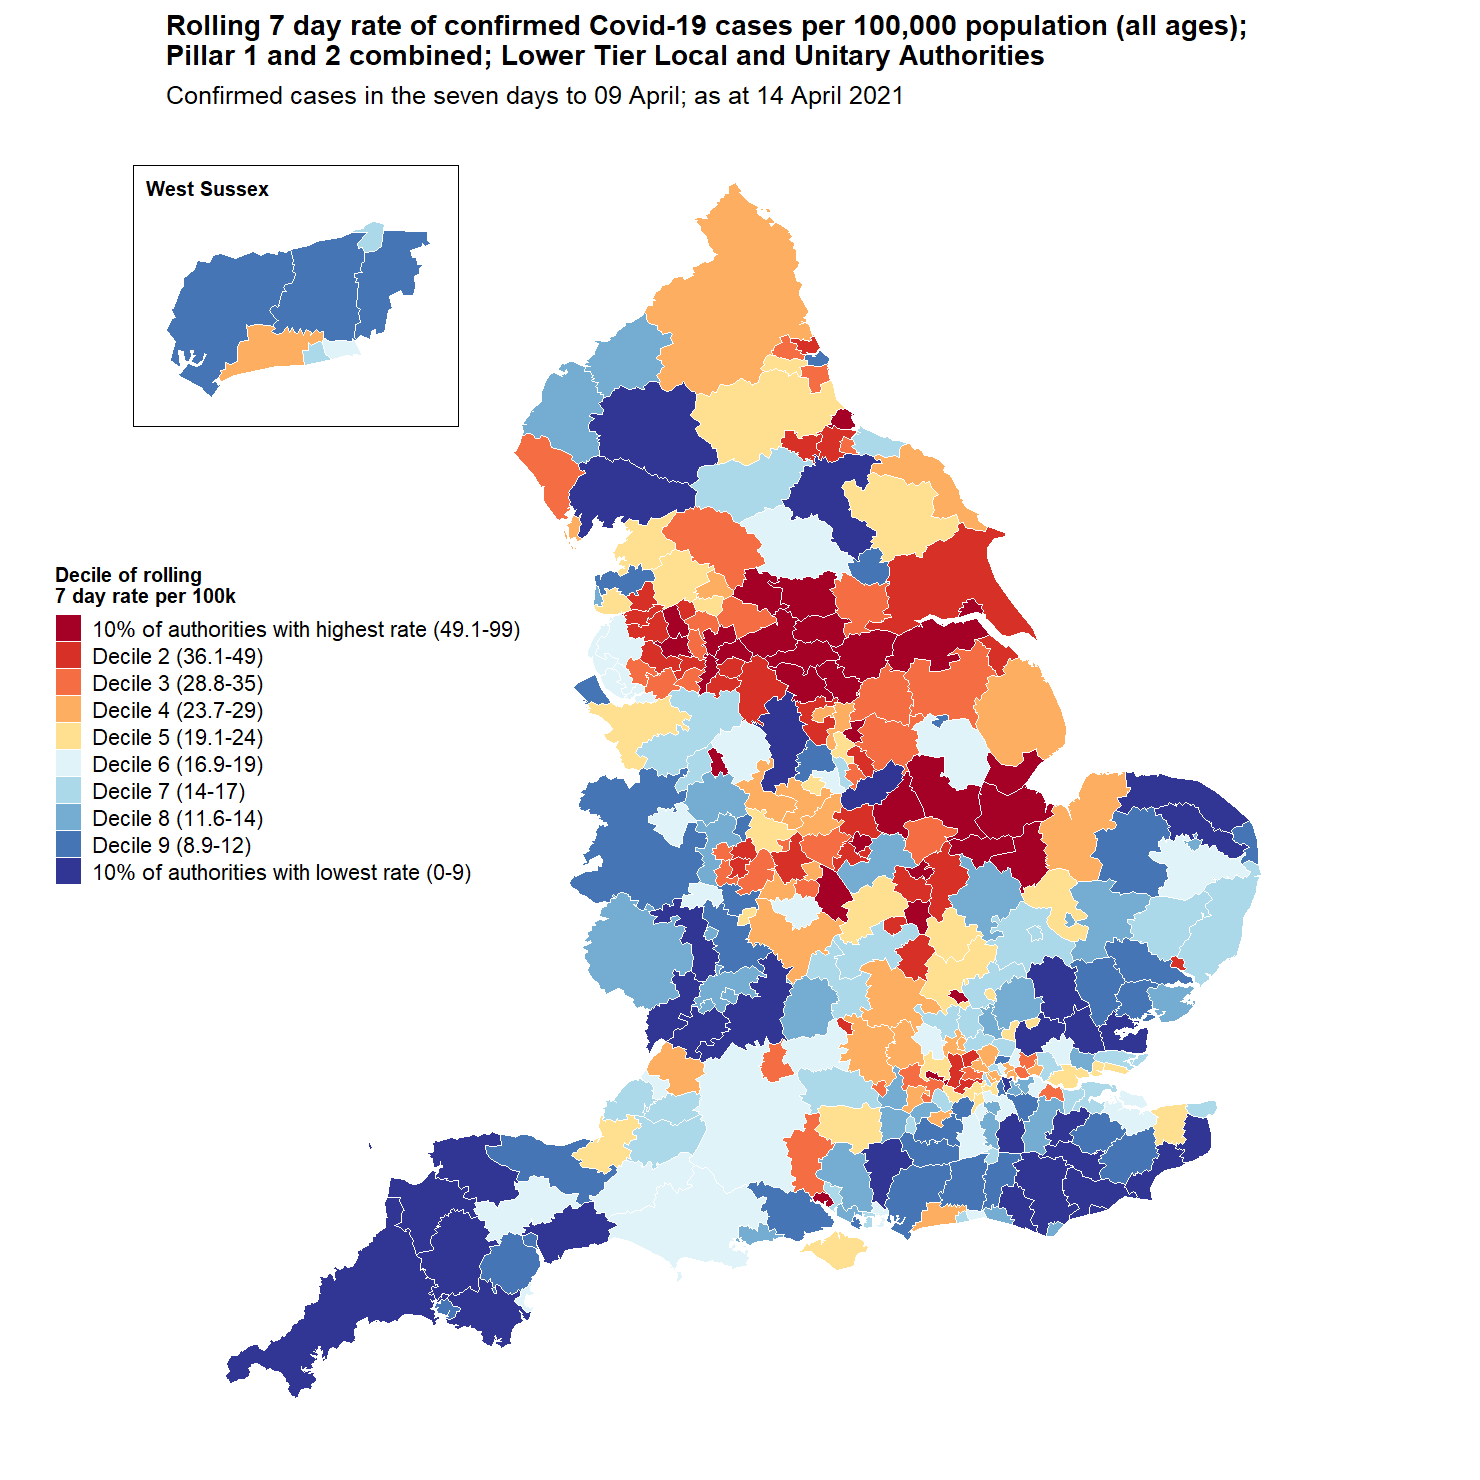 Rolling 7 day rate of confirmed Covid-19 cases per 100,000 population (all ages);
Pillar 1 and 2 combined; Lower Tier Local and Unitary Authorities
Confirmed cases in the seven days to 09 April; as at 14 April 2021
West Sussex
Decile of rolling
7 day rate per 100k
10% of authorities with highest rate (49.1-99)
Decile 2 (36.1-49)
Decile 3 (28.8-35)
Decile 4 (23.7-29)
Decile 5 (19.1-24)
Decile 6 (16.9-19)
Decile 7 (14-17)
Decile 8 (11.6-14)
Decile 9 (8.9-12)
10% of authorities with lowest rate (0-9)